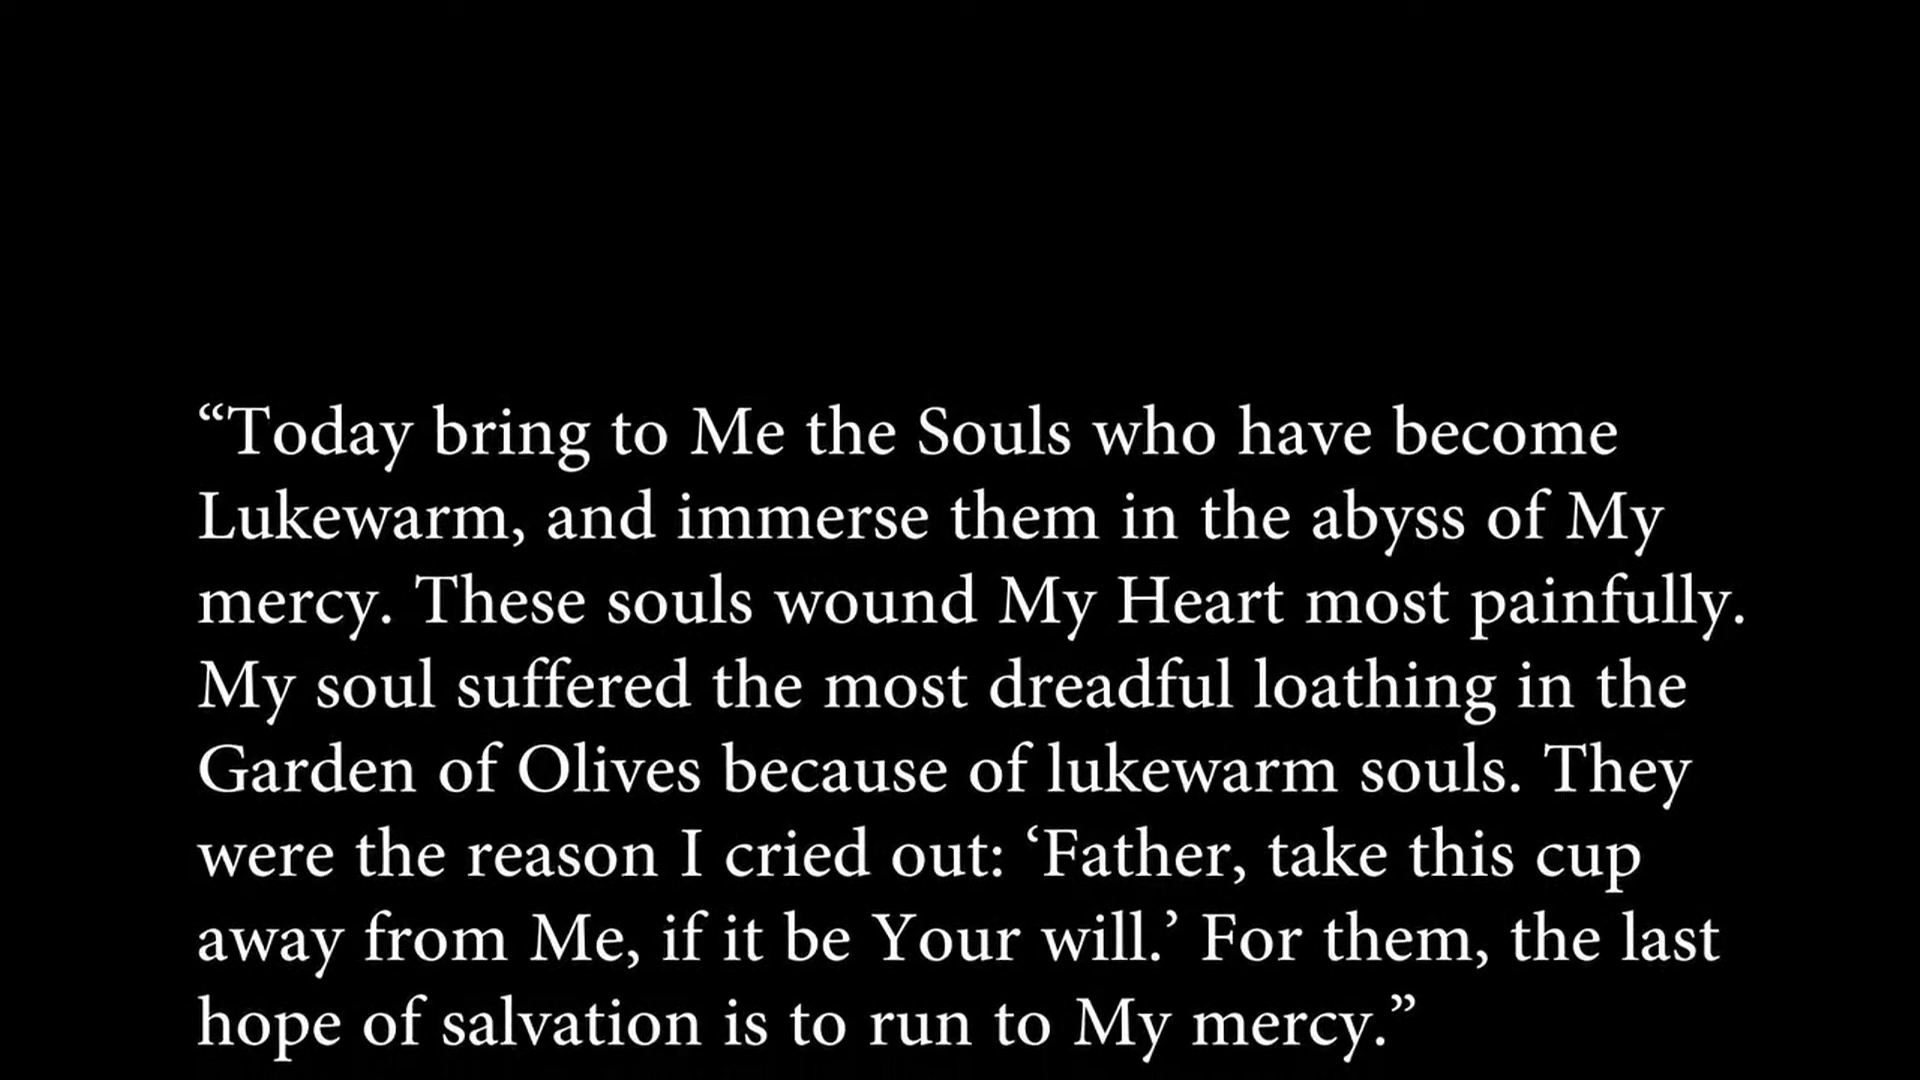 “Today bring to Me the Souls who have become
Lukewarm, and immerse them in the abyss of My
mercy. These souls wound My Heart most painfully.
My soul suffered the most dreadful loathing in the
Garden of Olives because of lukewarm souls. They
were the reason I cried out: ‘Father, take this cup
away from Me, if it be Your will.’ For them, the last
hope of salvation is to run to My mercy.”